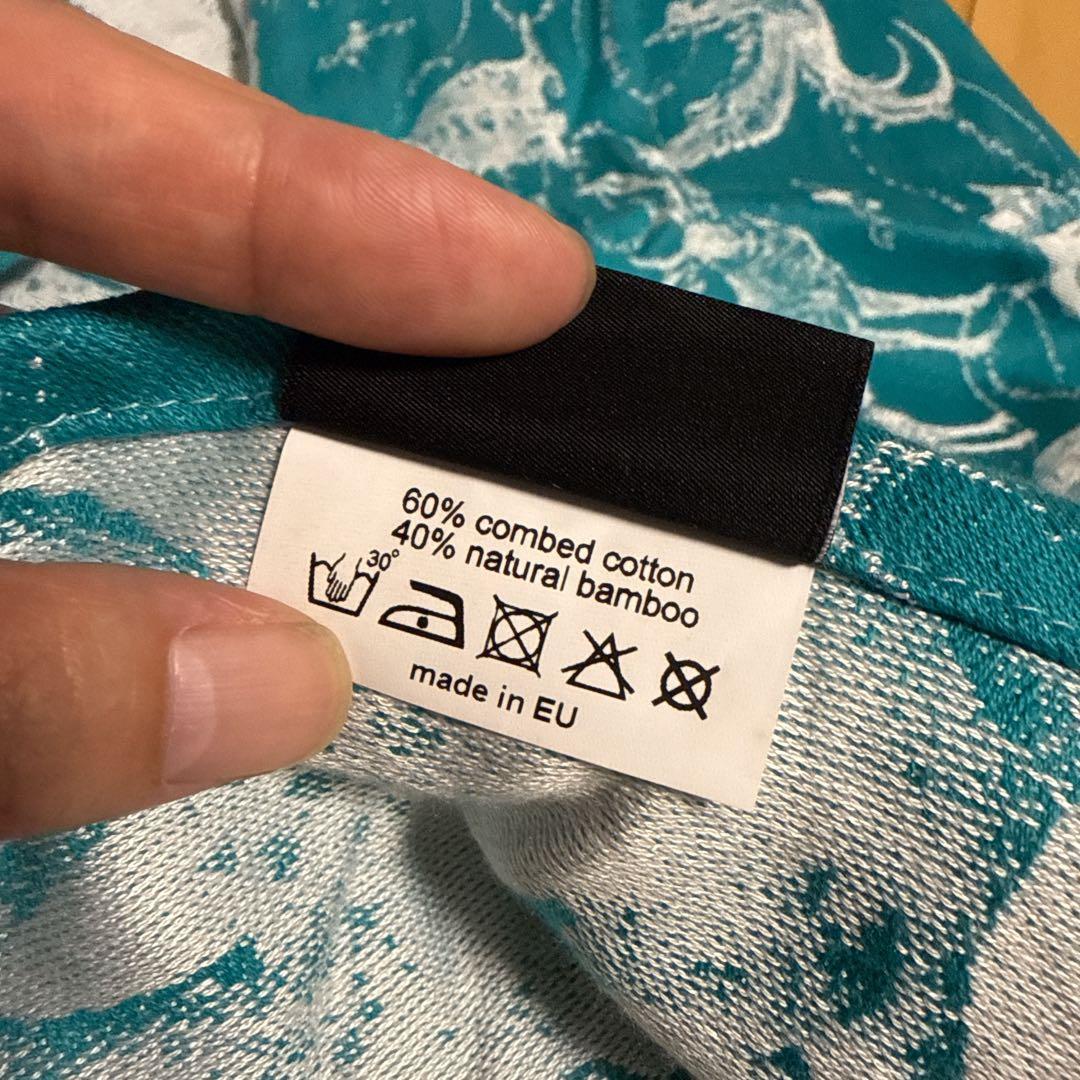 60% combed cotton
40% natural bamboo
30°
made in EU